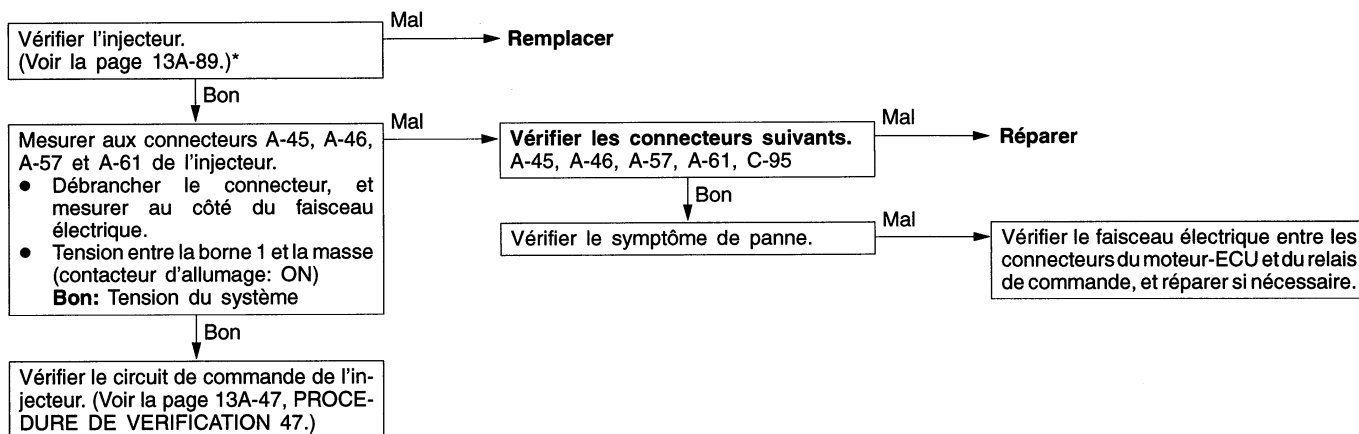 Vérifier l'injecteur.
(Voir la page 13A-89.)*
Mal
Remplacer
Bon
Mesurer aux connecteurs A-45, A-46,
A-57 et A-61 de l'injecteur.
● Débrancher le connecteur, et
mesurer au côté du faisceau
électrique.
● Tension entre la borne 1 et la masse
(contacteur d'allumage: ON)
Bon: Tension du système
Mal
Vérifier les connecteurs suivants.
A-45, A-46, A-57, A-61, C-95
Mal
Réparer
Bon
Vérifier le symptôme de panne.
Mal
Vérifier le faisceau électrique entre les
connecteurs du moteur-ECU et du relais
de commande, et réparer si nécessaire.
Bon
Vérifier le circuit de commande de l'in-
jecteur. (Voir la page 13A-47, PROCE-
DURE DE VERIFICATION 47.)